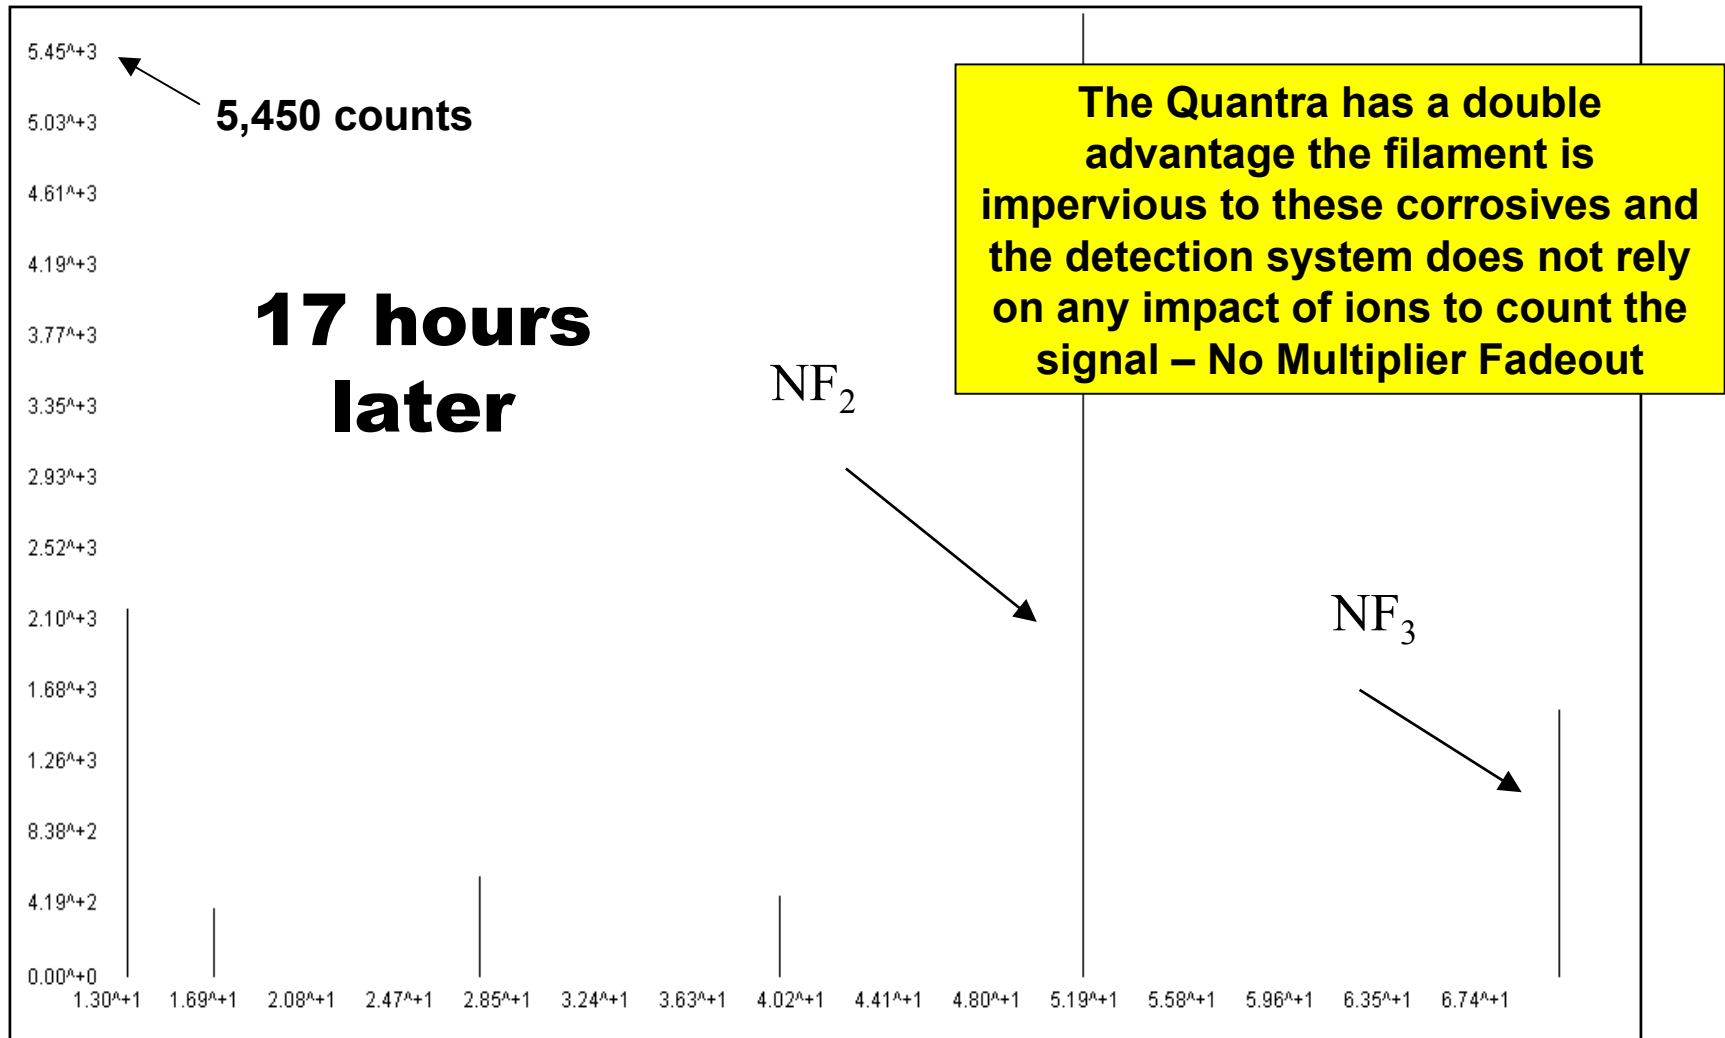 5.45^+3
5,450 counts
5.03^+3
4.61^+3
4.19^+3
3.77^+3
3.35^+3
2.93^+3
2.52^+3
2.10^+3
1.68^+3
1.26^+3
8.38^+2
4.19^+2
0.00^+0
17 hours
later
The Quantra has a double
advantage the filament is
impervious to these corrosives and
the detection system does not rely
on any impact of ions to count the
signal – No Multiplier Fadeout
NF₂
NF₃
1.30^+1 1.69^+1 2.08^+1 2.47^+1 2.85^+1 3.24^+1 3.63^+1 4.02^+1 4.41^+1 4.80^+1 5.19^+1 5.58^+1 5.96^+1 6.35^+1 6.74^+1